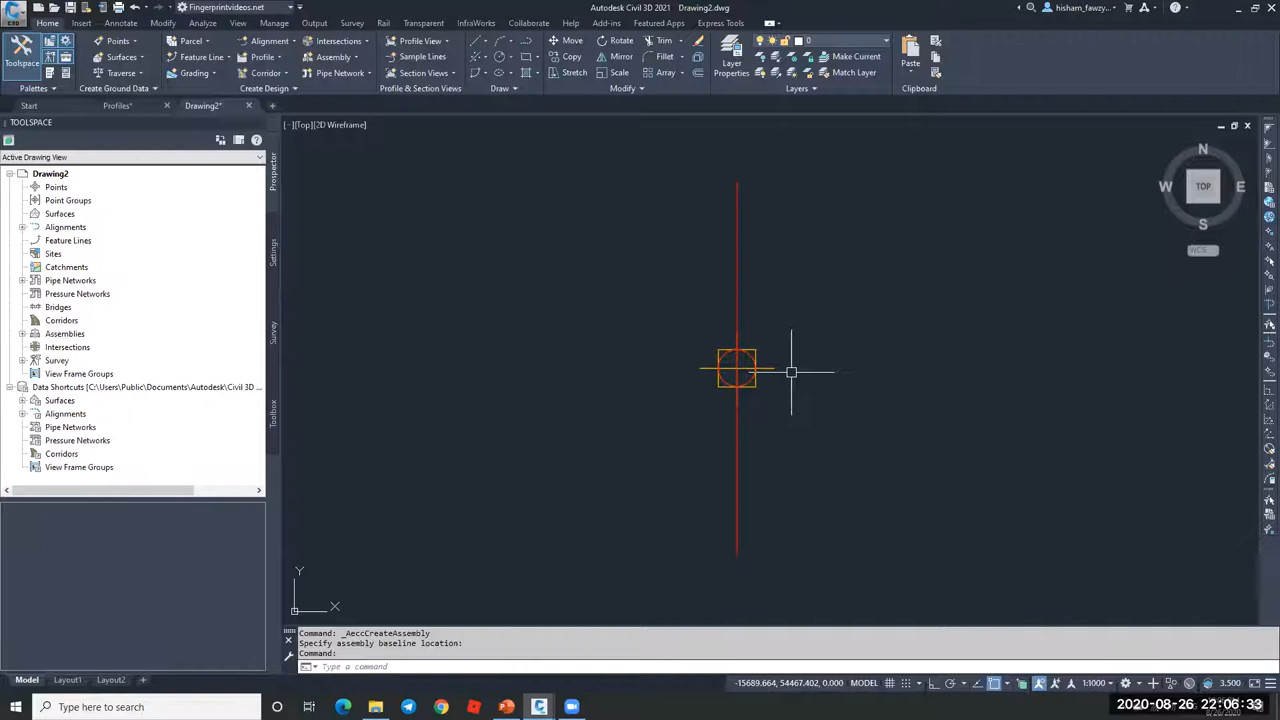 C3D Fingerprintvideos.net Autodesk Civil 3D 2021 Drawing2.dwg hisham_fawzy...
Home Insert Annotate Modify Analyze View Manage Output Survey Rail Transparent InfraWorks Collaborate Help Add-ins Featured Apps Express Tools
Toolspace Points Parcel Alignment Intersections Profile View Move Rotate Trim 0 Layer Properties Paste
Surfaces Feature Line Profile Assembly Sample Lines Copy Mirror Fillet Make Current
Traverse Grading Corridor Pipe Network Section Views Stretch Scale Array Match Layer
Palettes Create Ground Data Create Design Profile & Section Views Draw Modify Layers Clipboard
Start Profiles* Drawing2*
TOOLSPACE
[−][Top][2D Wireframe]
Active Drawing View
Drawing2
Points
Point Groups
Surfaces
Alignments
Feature Lines
Sites
Catchments
Pipe Networks
Pressure Networks
Bridges
Corridors
Assemblies
Intersections
Survey
View Frame Groups
Data Shortcuts [C:\Users\Public\Documents\Autodesk\Civil 3D ...
Surfaces
Alignments
Pipe Networks
Pressure Networks
Corridors
View Frame Groups
Prospector
Settings
Survey
Toolbox
N
W TOP E
S
WCS
Y
X
Command: _AeccCreateAssembly
Specify assembly baseline location:
Command:
Type a command
Model Layout1 Layout2 + -15689.664, 54467.402, 0.000 MODEL 1:1000 3.500
Type here to search 2020-08-26 22:06:33